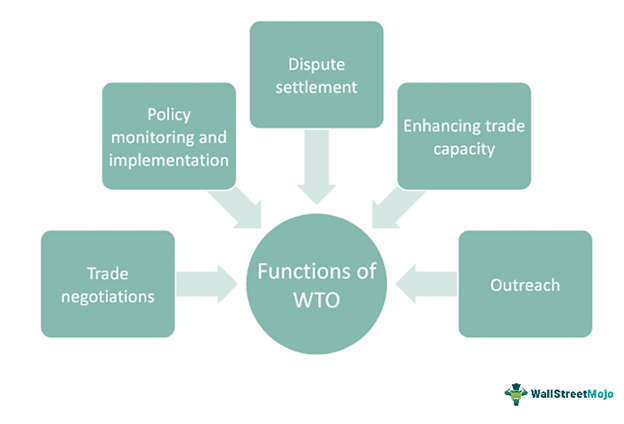 Dispute
settlement
Policy
monitoring and
implementation
Enhancing trade
capacity
Trade
negotiations
Functions of
WTO
Outreach
WallStreetMojo